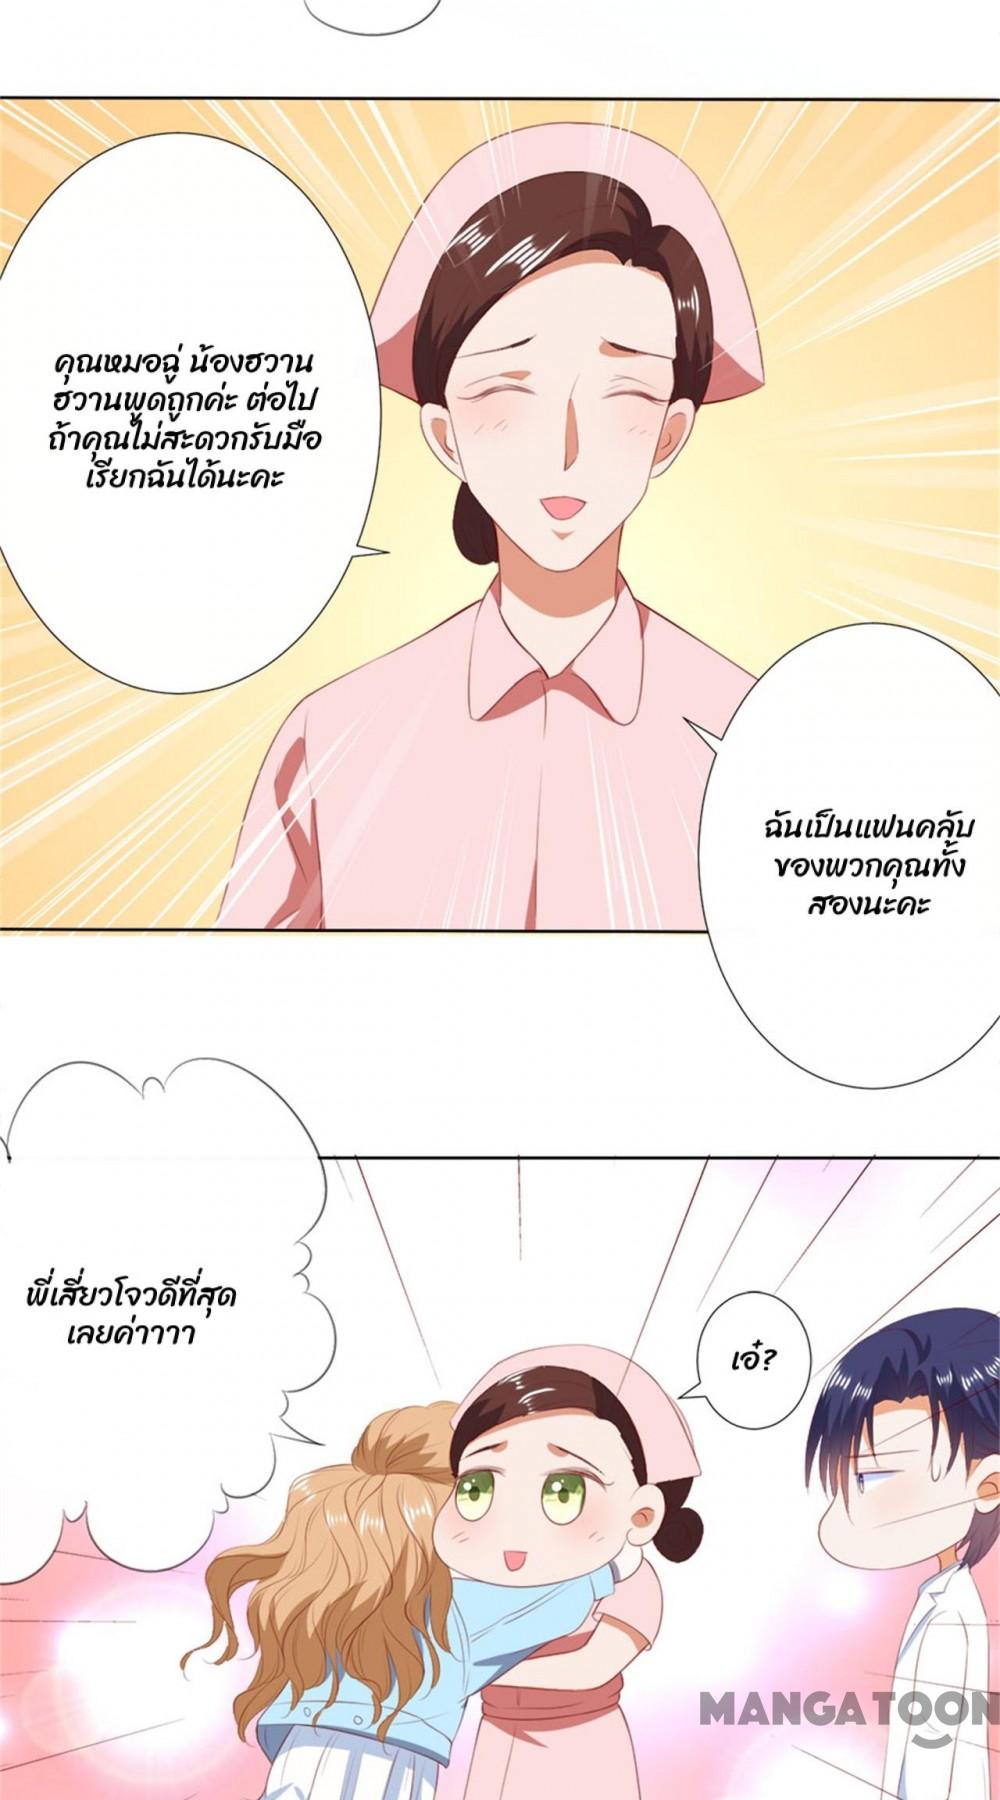 คุณหมอฉู่ น้องฮวาน
ฮวานพูดถูกค่ะ ต่อไป
ถ้าคุณไม่สะดวกรับมือ
เรียกฉันได้นะคะ
ฉันเป็นแฟนคลับ
ของพวกคุณทั้ง
สองนะคะ
พี่เสี่ยวโจวดีที่สุด
เลยค่าาาา
เอ๋?
MANGATOON